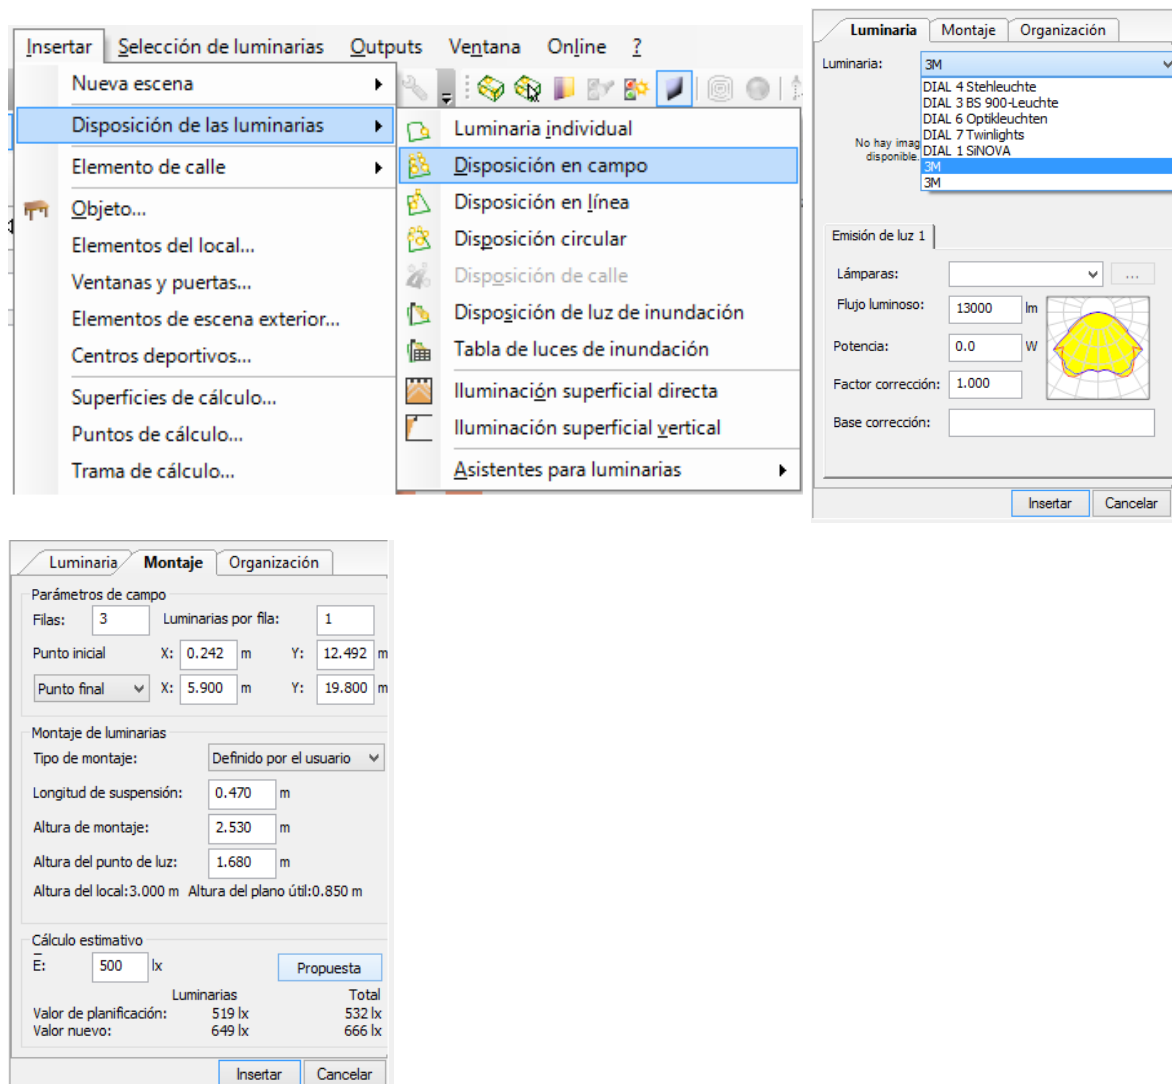 Insertar Selección de luminarias Outputs Ventana Online ?
Nueva escena
Disposición de las luminarias
Elemento de calle
Objeto...
Elementos del local...
Ventanas y puertas...
Elementos de escena exterior...
Centros deportivos...
Superficies de cálculo...
Puntos de cálculo...
Trama de cálculo...
Luminaria individual
Disposición en campo
Disposición en línea
Disposición circular
Disposición de calle
Disposición de luz de inundación
Tabla de luces de inundación
Iluminación superficial directa
Iluminación superficial vertical
Asistentes para luminarias
Luminaria Montaje Organización
Luminaria: 3M
DIAL 4 Stehleuchte
DIAL 3 BS 900-Leuchte
DIAL 6 Optikleuchten
DIAL 7 Twinlights
DIAL 1 SiNOVA
3M
3M
No hay imag
disponible.
Emisión de luz 1
Lámparas: ...
Flujo luminoso: 13000 lm
Potencia: 0.0 W
Factor corrección: 1.000
Base corrección:
Insertar Cancelar
Luminaria Montaje Organización
Parámetros de campo
Filas: 3 Luminarias por fila: 1
Punto inicial X: 0.242 m Y: 12.492 m
Punto final X: 5.900 m Y: 19.800 m
Montaje de luminarias
Tipo de montaje: Definido por el usuario
Longitud de suspensión: 0.470 m
Altura de montaje: 2.530 m
Altura del punto de luz: 1.680 m
Altura del local:3.000 m Altura del plano útil:0.850 m
Cálculo estimativo
E̅: 500 lx Propuesta
Luminarias Total
Valor de planificación: 519 lx 532 lx
Valor nuevo: 649 lx 666 lx
Insertar Cancelar